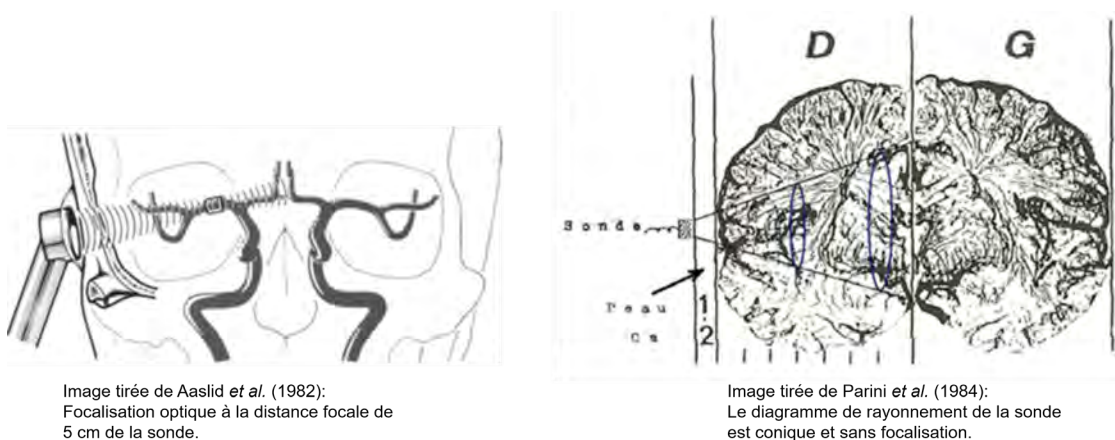 D
G
Sonde
Peau
1
Cm
2
Image tirée de Aaslid et al. (1982):
Focalisation optique à la distance focale de
5 cm de la sonde.
Image tirée de Parini et al. (1984):
Le diagramme de rayonnement de la sonde
est conique et sans focalisation.